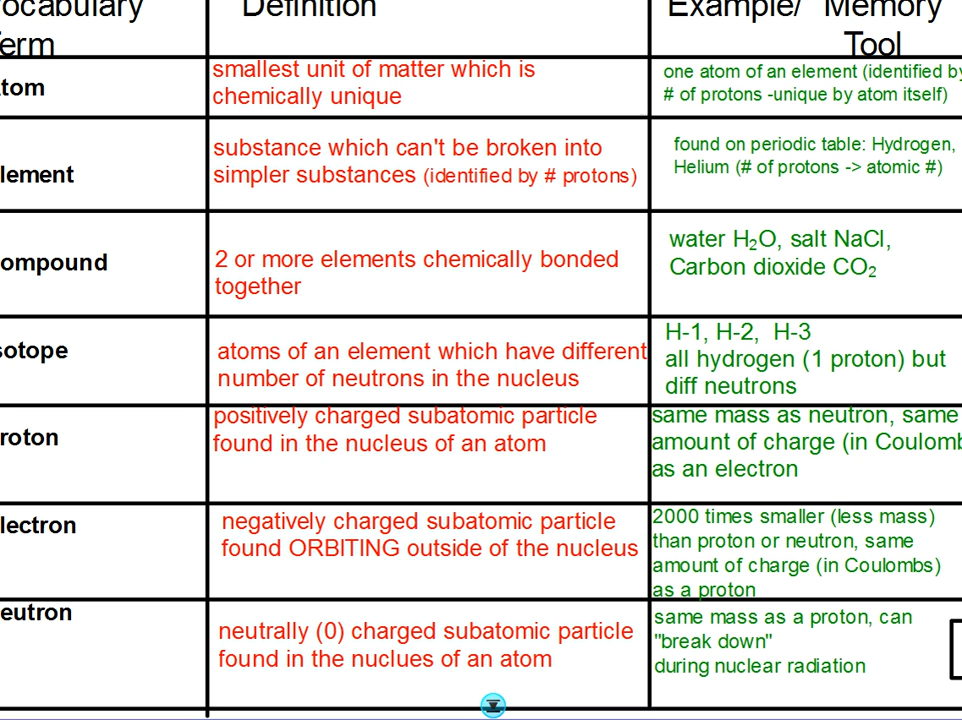 ocabulary Definition Example/ Memory
erm Tool
tom
smallest unit of matter which is
chemically unique
one atom of an element (identified by
# of protons -unique by atom itself)
lement
substance which can't be broken into
simpler substances (identified by # protons)
found on periodic table: Hydrogen,
Helium (# of protons -> atomic #)
ompound
2 or more elements chemically bonded
together
water H₂O, salt NaCl,
Carbon dioxide CO₂
sotope
atoms of an element which have different
number of neutrons in the nucleus
H-1, H-2, H-3
all hydrogen (1 proton) but
diff neutrons
roton
positively charged subatomic particle
found in the nucleus of an atom
same mass as neutron, same
amount of charge (in Coulomb
as an electron
lectron
negatively charged subatomic particle
found ORBITING outside of the nucleus
2000 times smaller (less mass)
than proton or neutron, same
amount of charge (in Coulombs)
as a proton
eutron
neutrally (0) charged subatomic particle
found in the nuclues of an atom
same mass as a proton, can
"break down"
during nuclear radiation